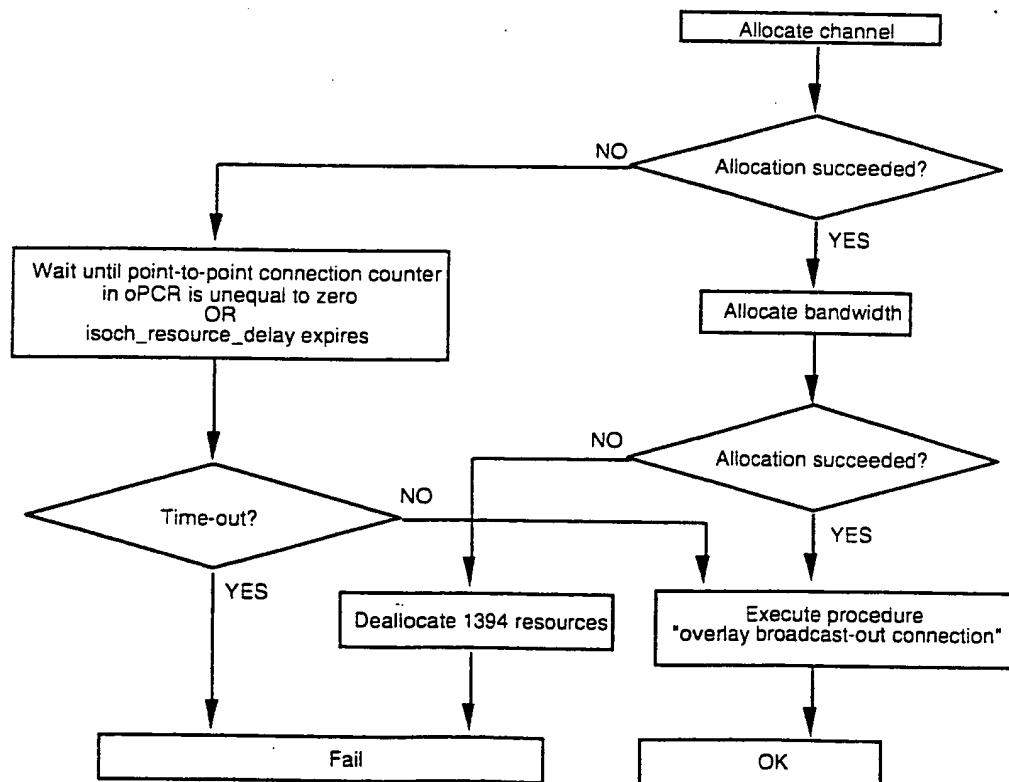 Allocate channel
NO
Allocation succeeded?
YES
Wait until point-to-point connection counter
in oPCR is unequal to zero
OR
isoch_resource_delay expires
Allocate bandwidth
NO
Allocation succeeded?
NO
Time-out?
YES
YES
Deallocate 1394 resources
Execute procedure
"overlay broadcast-out connection"
Fail
OK